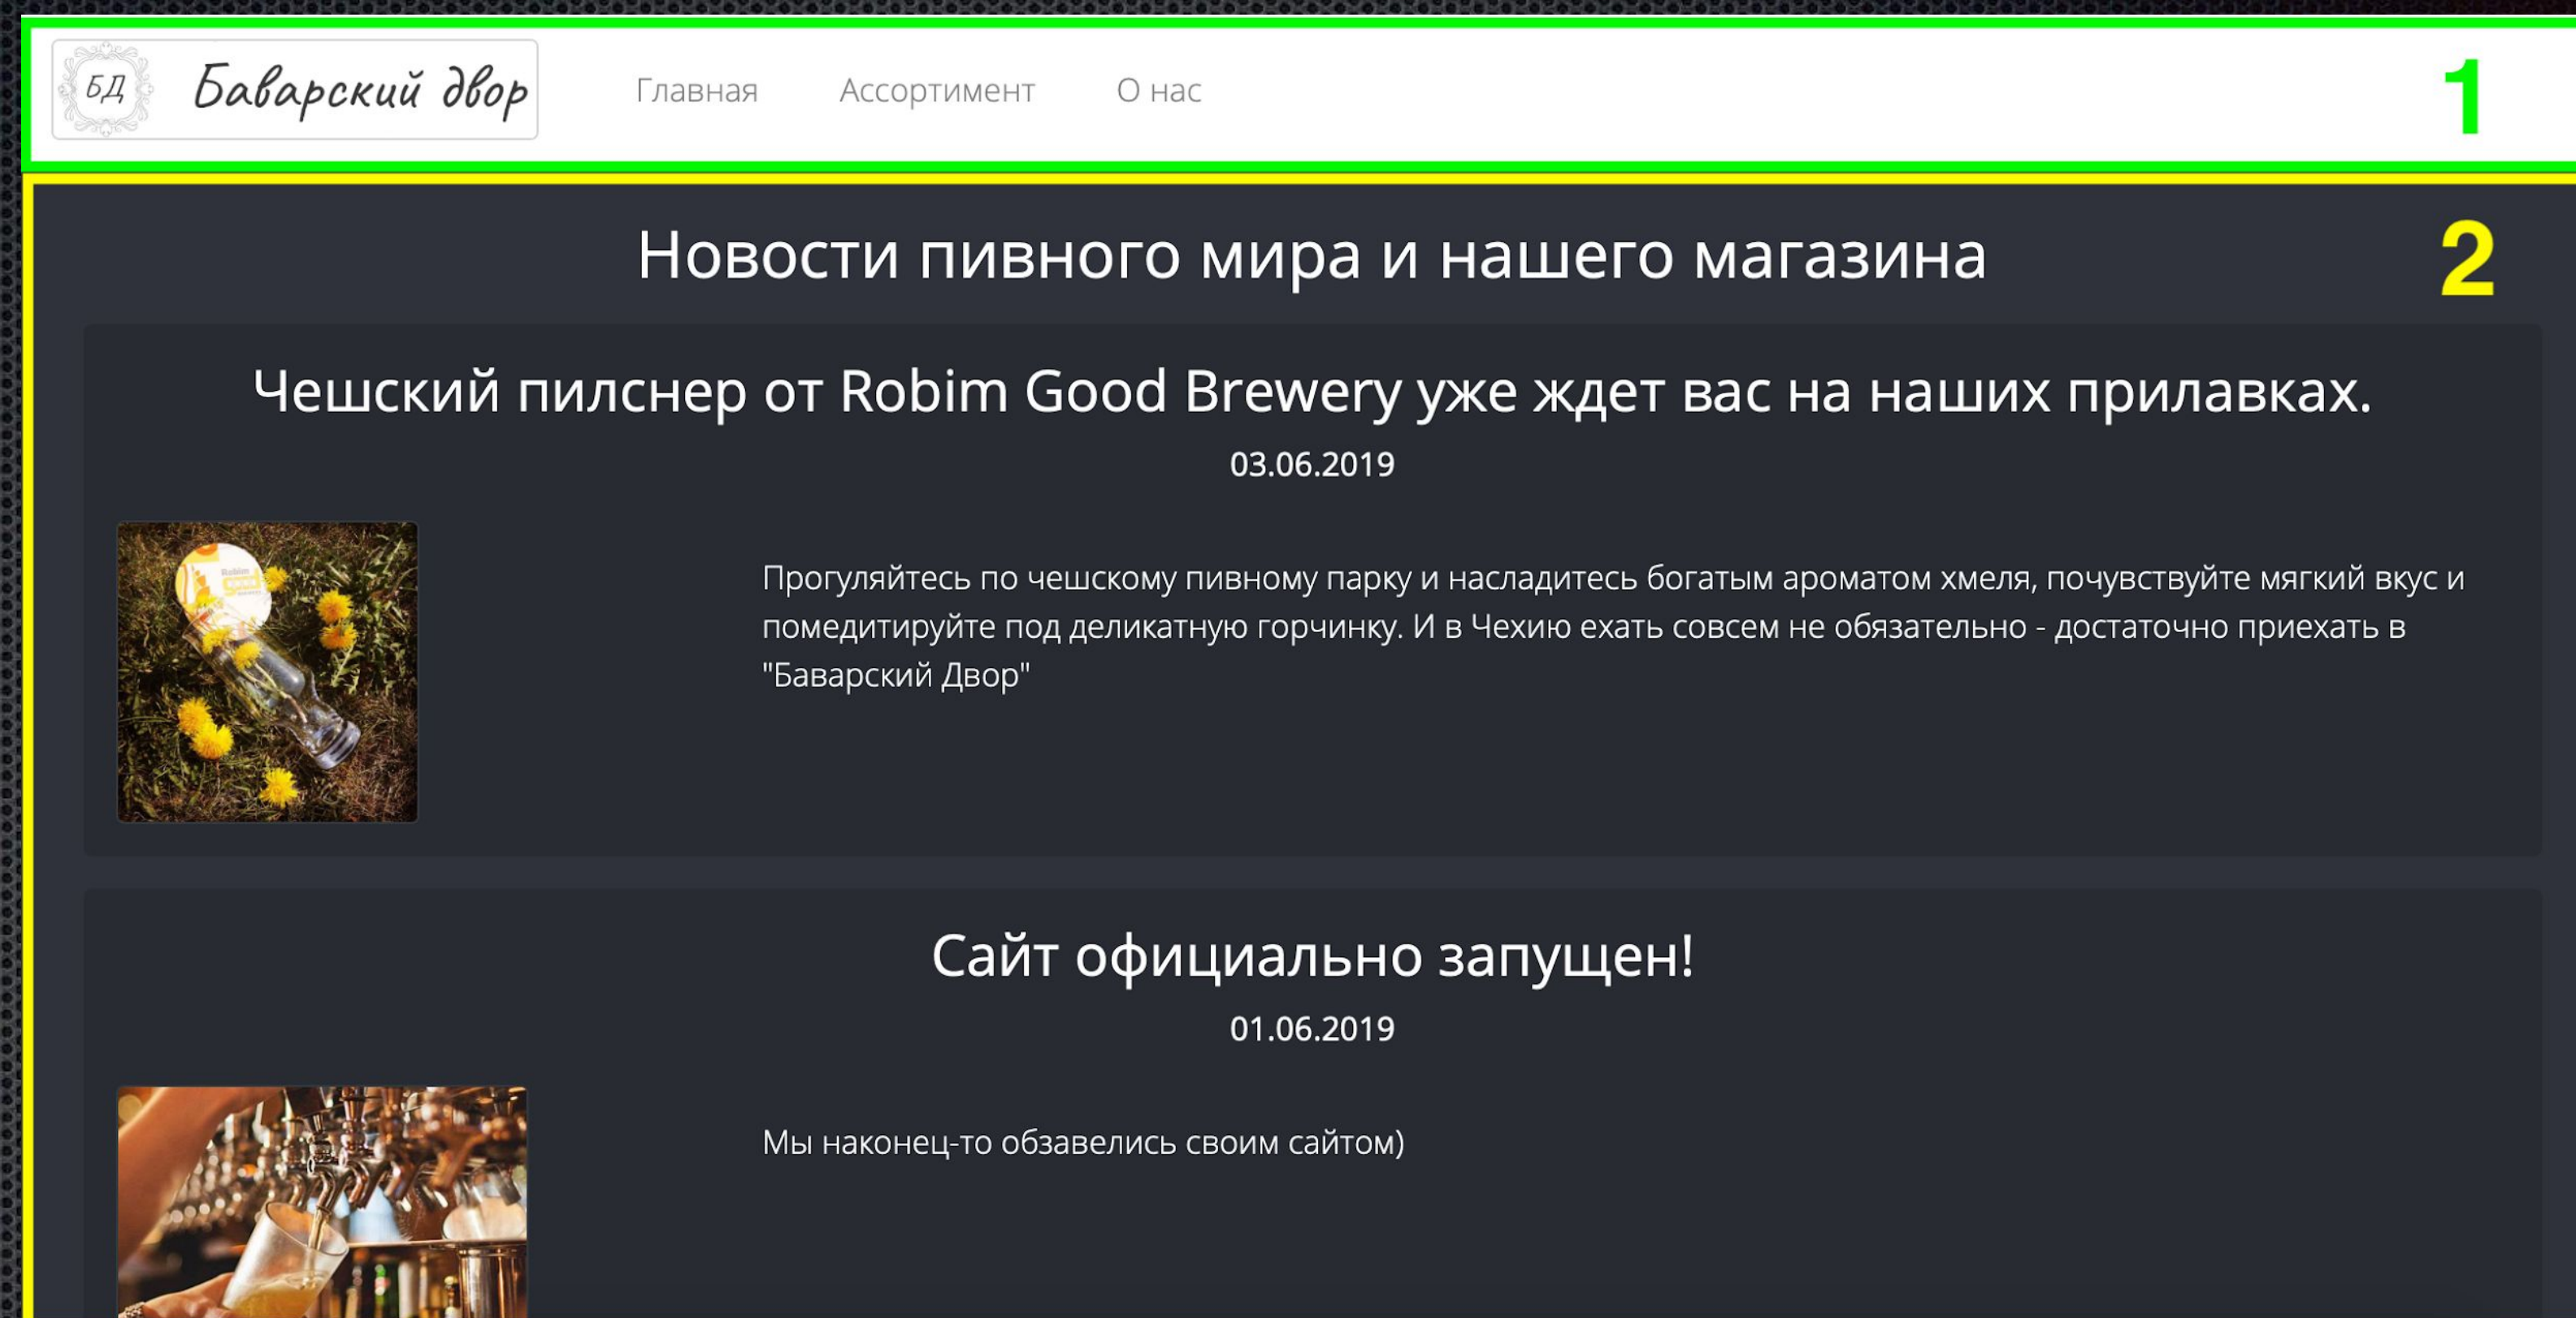 БД
Баварский двор
Главная
Ассортимент
О нас
1
2
Новости пивного мира и нашего магазина
Чешский пилснер от Robim Good Brewery уже ждет вас на наших прилавках.
03.06.2019
Robim
good
Прогуляйтесь по чешскому пивному парку и насладитесь богатым ароматом хмеля, почувствуйте мягкий вкус и
помедитируйте под деликатную горчинку. И в Чехию ехать совсем не обязательно - достаточно приехать в
"Баварский Двор"
Сайт официально запущен!
01.06.2019
Мы наконец-то обзавелись своим сайтом)